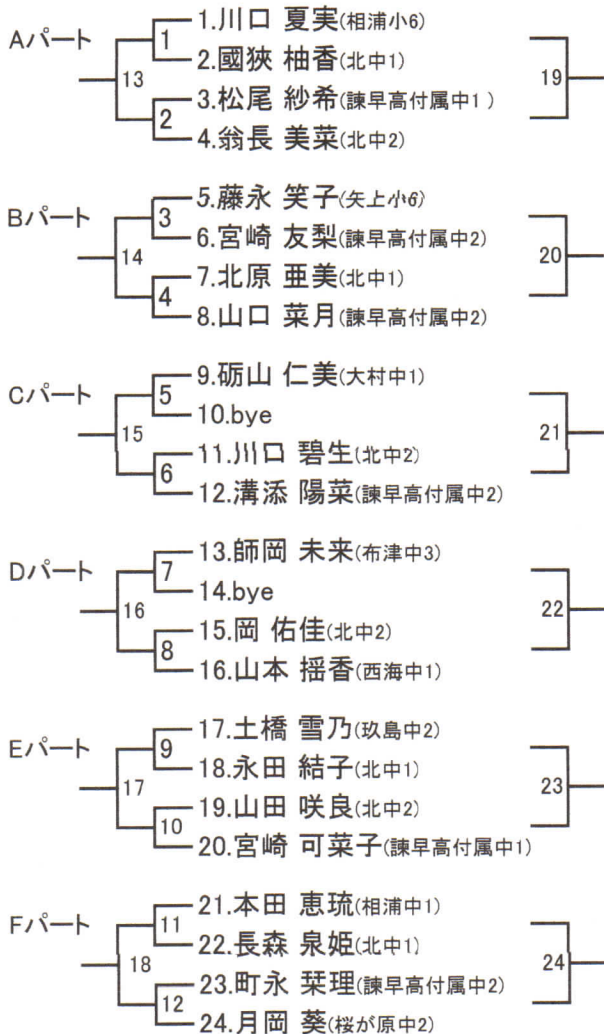 1.川口 夏実(相浦小6)
Aパート
1
2.國狹 柚香(北中1)
13
19
3.松尾 紗希(諫早高付属中1)
2
4.翁長 美菜(北中2)
5.藤永 笑子(矢上小6)
Bパート
3
6.宮崎 友梨(諫早高付属中2)
14
20
7.北原 亜美(北中1)
4
8.山口 菜月(諫早高付属中2)
9.砺山 仁美(大村中1)
Cパート
5
10.bye
15
21
11.川口 碧生(北中2)
6
12.溝添 陽菜(諫早高付属中2)
13.師岡 未来(布津中3)
Dパート
7
14.bye
16
22
15.岡 佑佳(北中2)
8
16.山本 揺香(西海中1)
17.土橋 雪乃(玖島中2)
Eパート
9
18.永田 結子(北中1)
17
23
19.山田 咲良(北中2)
10
20.宮崎 可菜子(諫早高付属中1)
21.本田 恵琉(相浦中1)
Fパート
11
22.長森 泉姫(北中1)
18
24
23.町永 栞理(諫早高付属中2)
12
24.月岡 葵(桜が原中2)